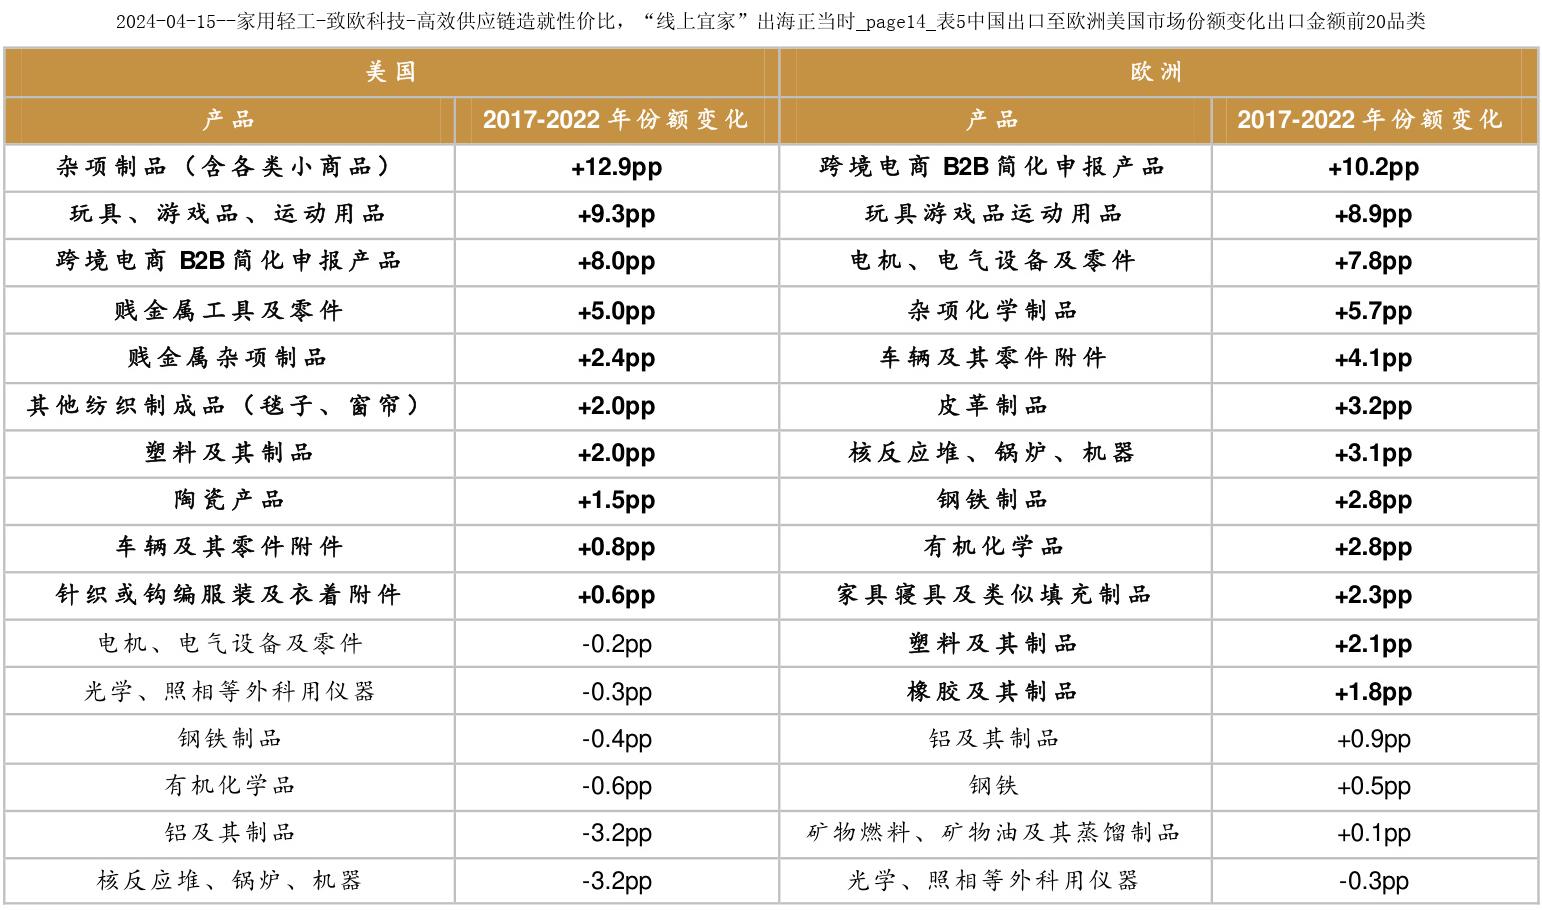 2024-04-15--家用轻工-致欧科技-高效供应链造就性价比，“线上宜家”出海正当时_page14_表5中国出口至欧洲美国市场份额变化出口金额前20品类
美国 欧洲
产品 2017-2022 年份额变化 产品 2017-2022 年份额变化
杂项制品（含各类小商品） +12.9pp 跨境电商 B2B 简化申报产品 +10.2pp
玩具、游戏品、运动用品 +9.3pp 玩具游戏品运动用品 +8.9pp
跨境电商 B2B 简化申报产品 +8.0pp 电机、电气设备及零件 +7.8pp
贱金属工具及零件 +5.0pp 杂项化学制品 +5.7pp
贱金属杂项制品 +2.4pp 车辆及其零件附件 +4.1pp
其他纺织制成品（毯子、窗帘） +2.0pp 皮革制品 +3.2pp
塑料及其制品 +2.0pp 核反应堆、锅炉、机器 +3.1pp
陶瓷产品 +1.5pp 钢铁制品 +2.8pp
车辆及其零件附件 +0.8pp 有机化学品 +2.8pp
针织或钩编服装及衣着附件 +0.6pp 家具寝具及类似填充制品 +2.3pp
电机、电气设备及零件 -0.2pp 塑料及其制品 +2.1pp
光学、照相等外科用仪器 -0.3pp 橡胶及其制品 +1.8pp
钢铁制品 -0.4pp 铝及其制品 +0.9pp
有机化学品 -0.6pp 钢铁 +0.5pp
铝及其制品 -3.2pp 矿物燃料、矿物油及其蒸馏制品 +0.1pp
核反应堆、锅炉、机器 -3.2pp 光学、照相等外科用仪器 -0.3pp